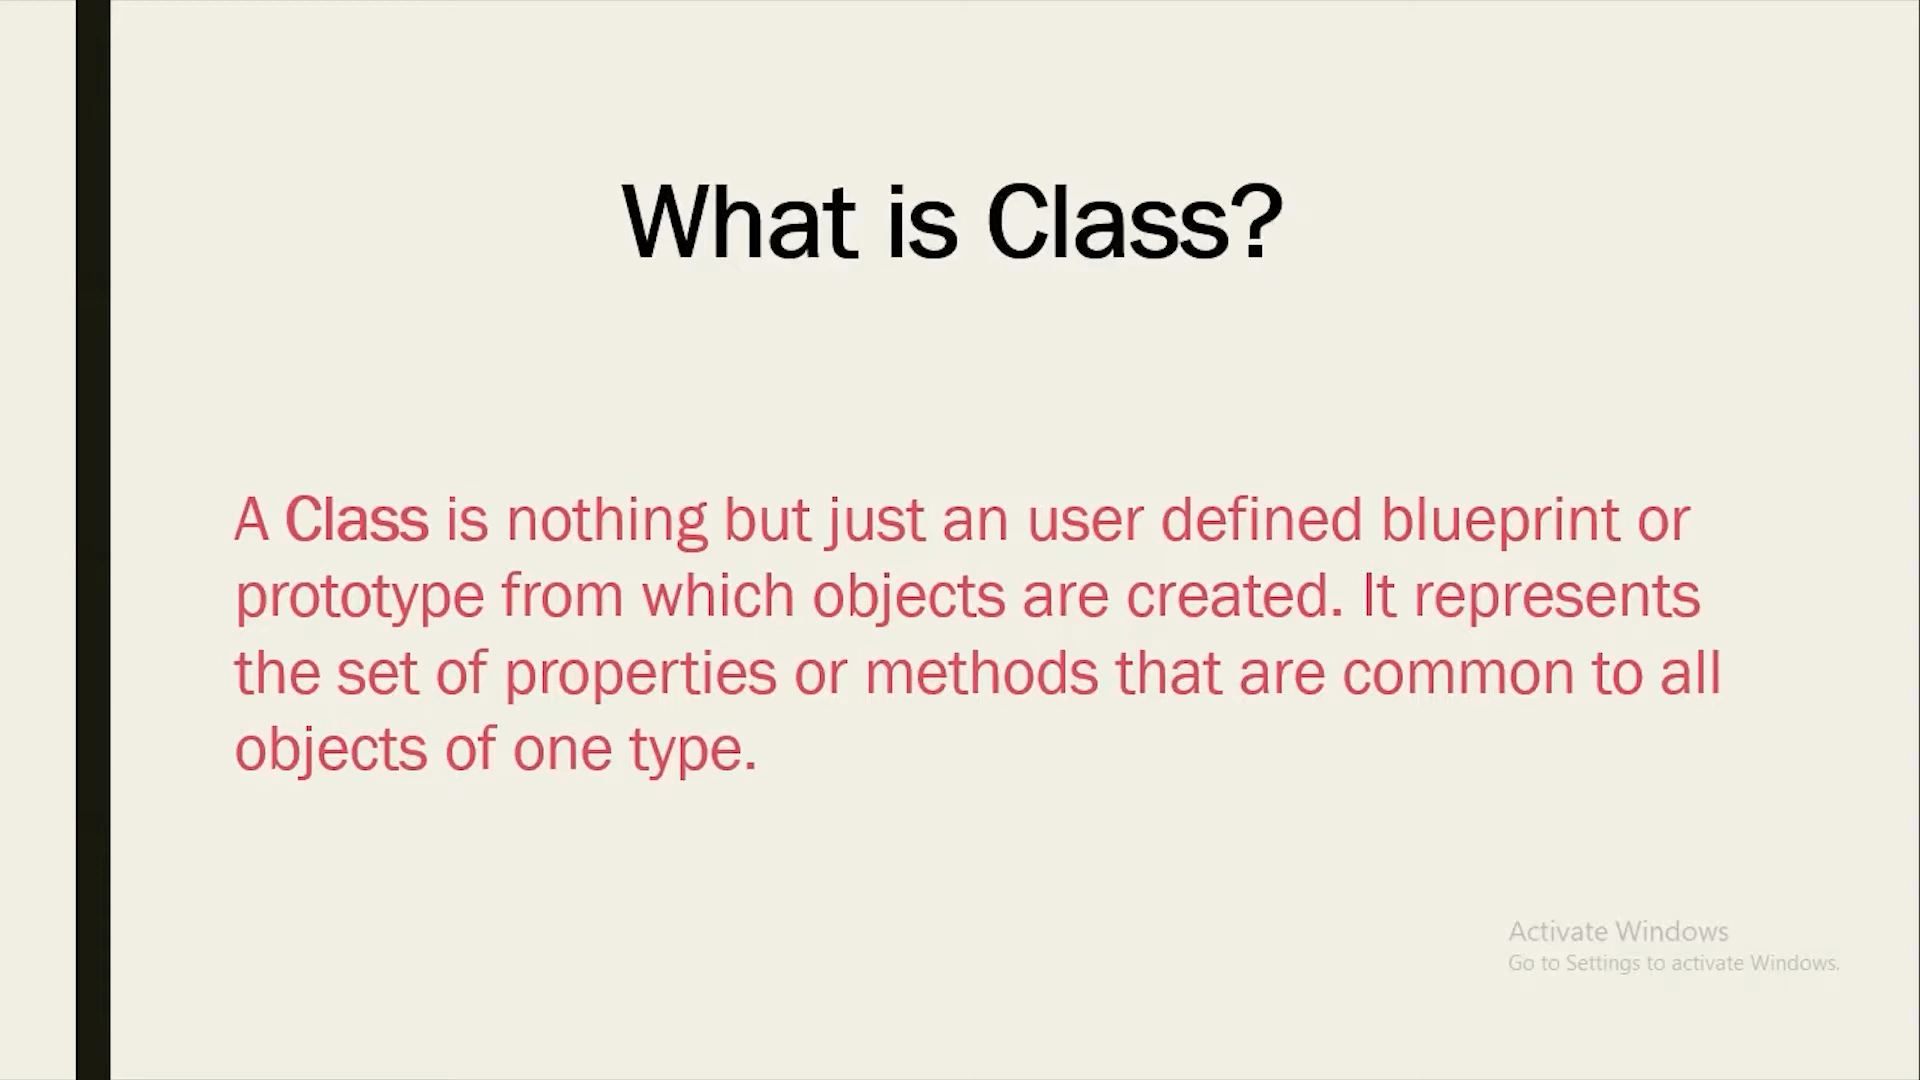 What is Class?
A Class is nothing but just an user defined blueprint or
prototype from which objects are created. It represents
the set of properties or methods that are common to all
objects of one type.
Activate Windows
Go to Settings to activate Windows.